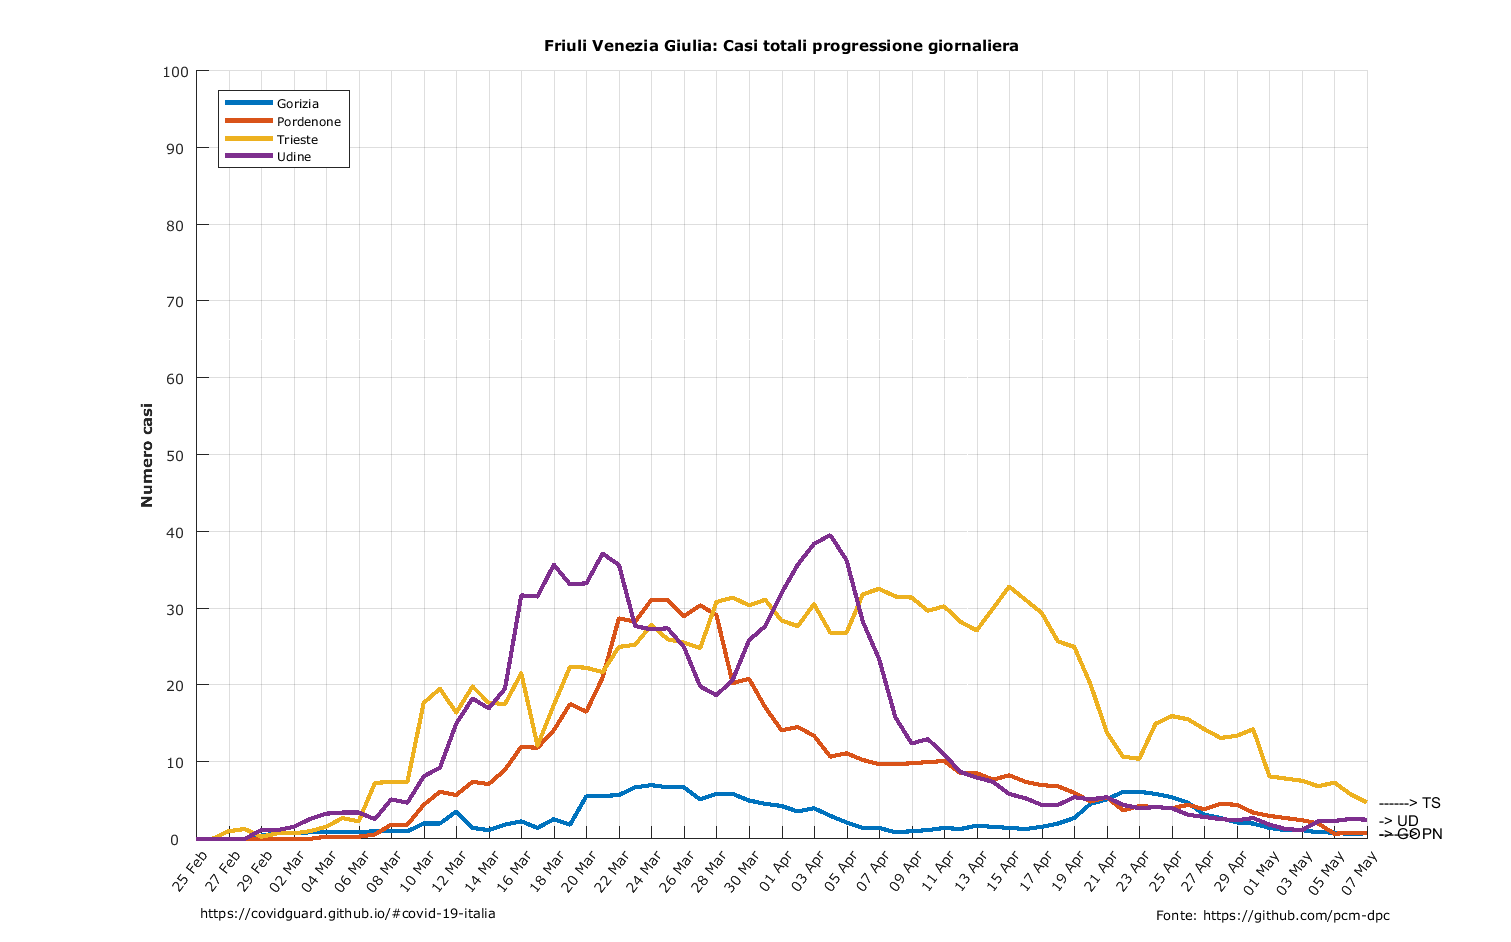 Friuli Venezia Giulia: Casi totali progressione giornaliera
100
90
80
70
60
50
40
30
20
10
0
Numero casi
Gorizia
Pordenone
Trieste
Udine
------> TS
-> UD
-> GO
PN
25 Feb
27 Feb
29 Feb
02 Mar
04 Mar
06 Mar
08 Mar
10 Mar
12 Mar
14 Mar
16 Mar
18 Mar
20 Mar
22 Mar
24 Mar
26 Mar
28 Mar
30 Mar
01 Apr
03 Apr
05 Apr
07 Apr
09 Apr
11 Apr
13 Apr
15 Apr
17 Apr
19 Apr
21 Apr
23 Apr
25 Apr
27 Apr
29 Apr
01 May
03 May
05 May
07 May
https://covidguard.github.io/#covid-19-italia
Fonte: https://github.com/pcm-dpc